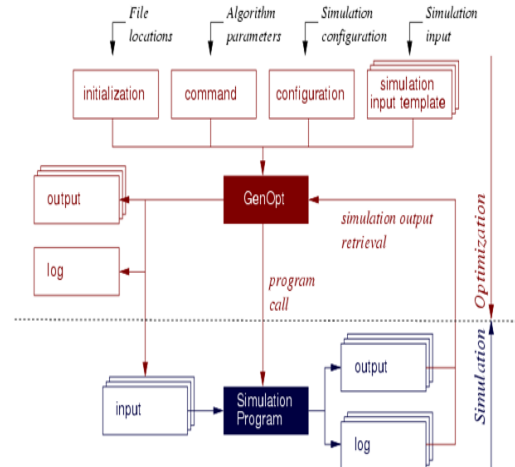 File
locations
Algorithm
parameters
Simulation
configuration
Simulation
input
initialization
command
configuration
simulation
input template
output
GenOpt
simulation output
retrieval
log
program
call
Optimization
Simulation
input
Simulation
Program
output
log